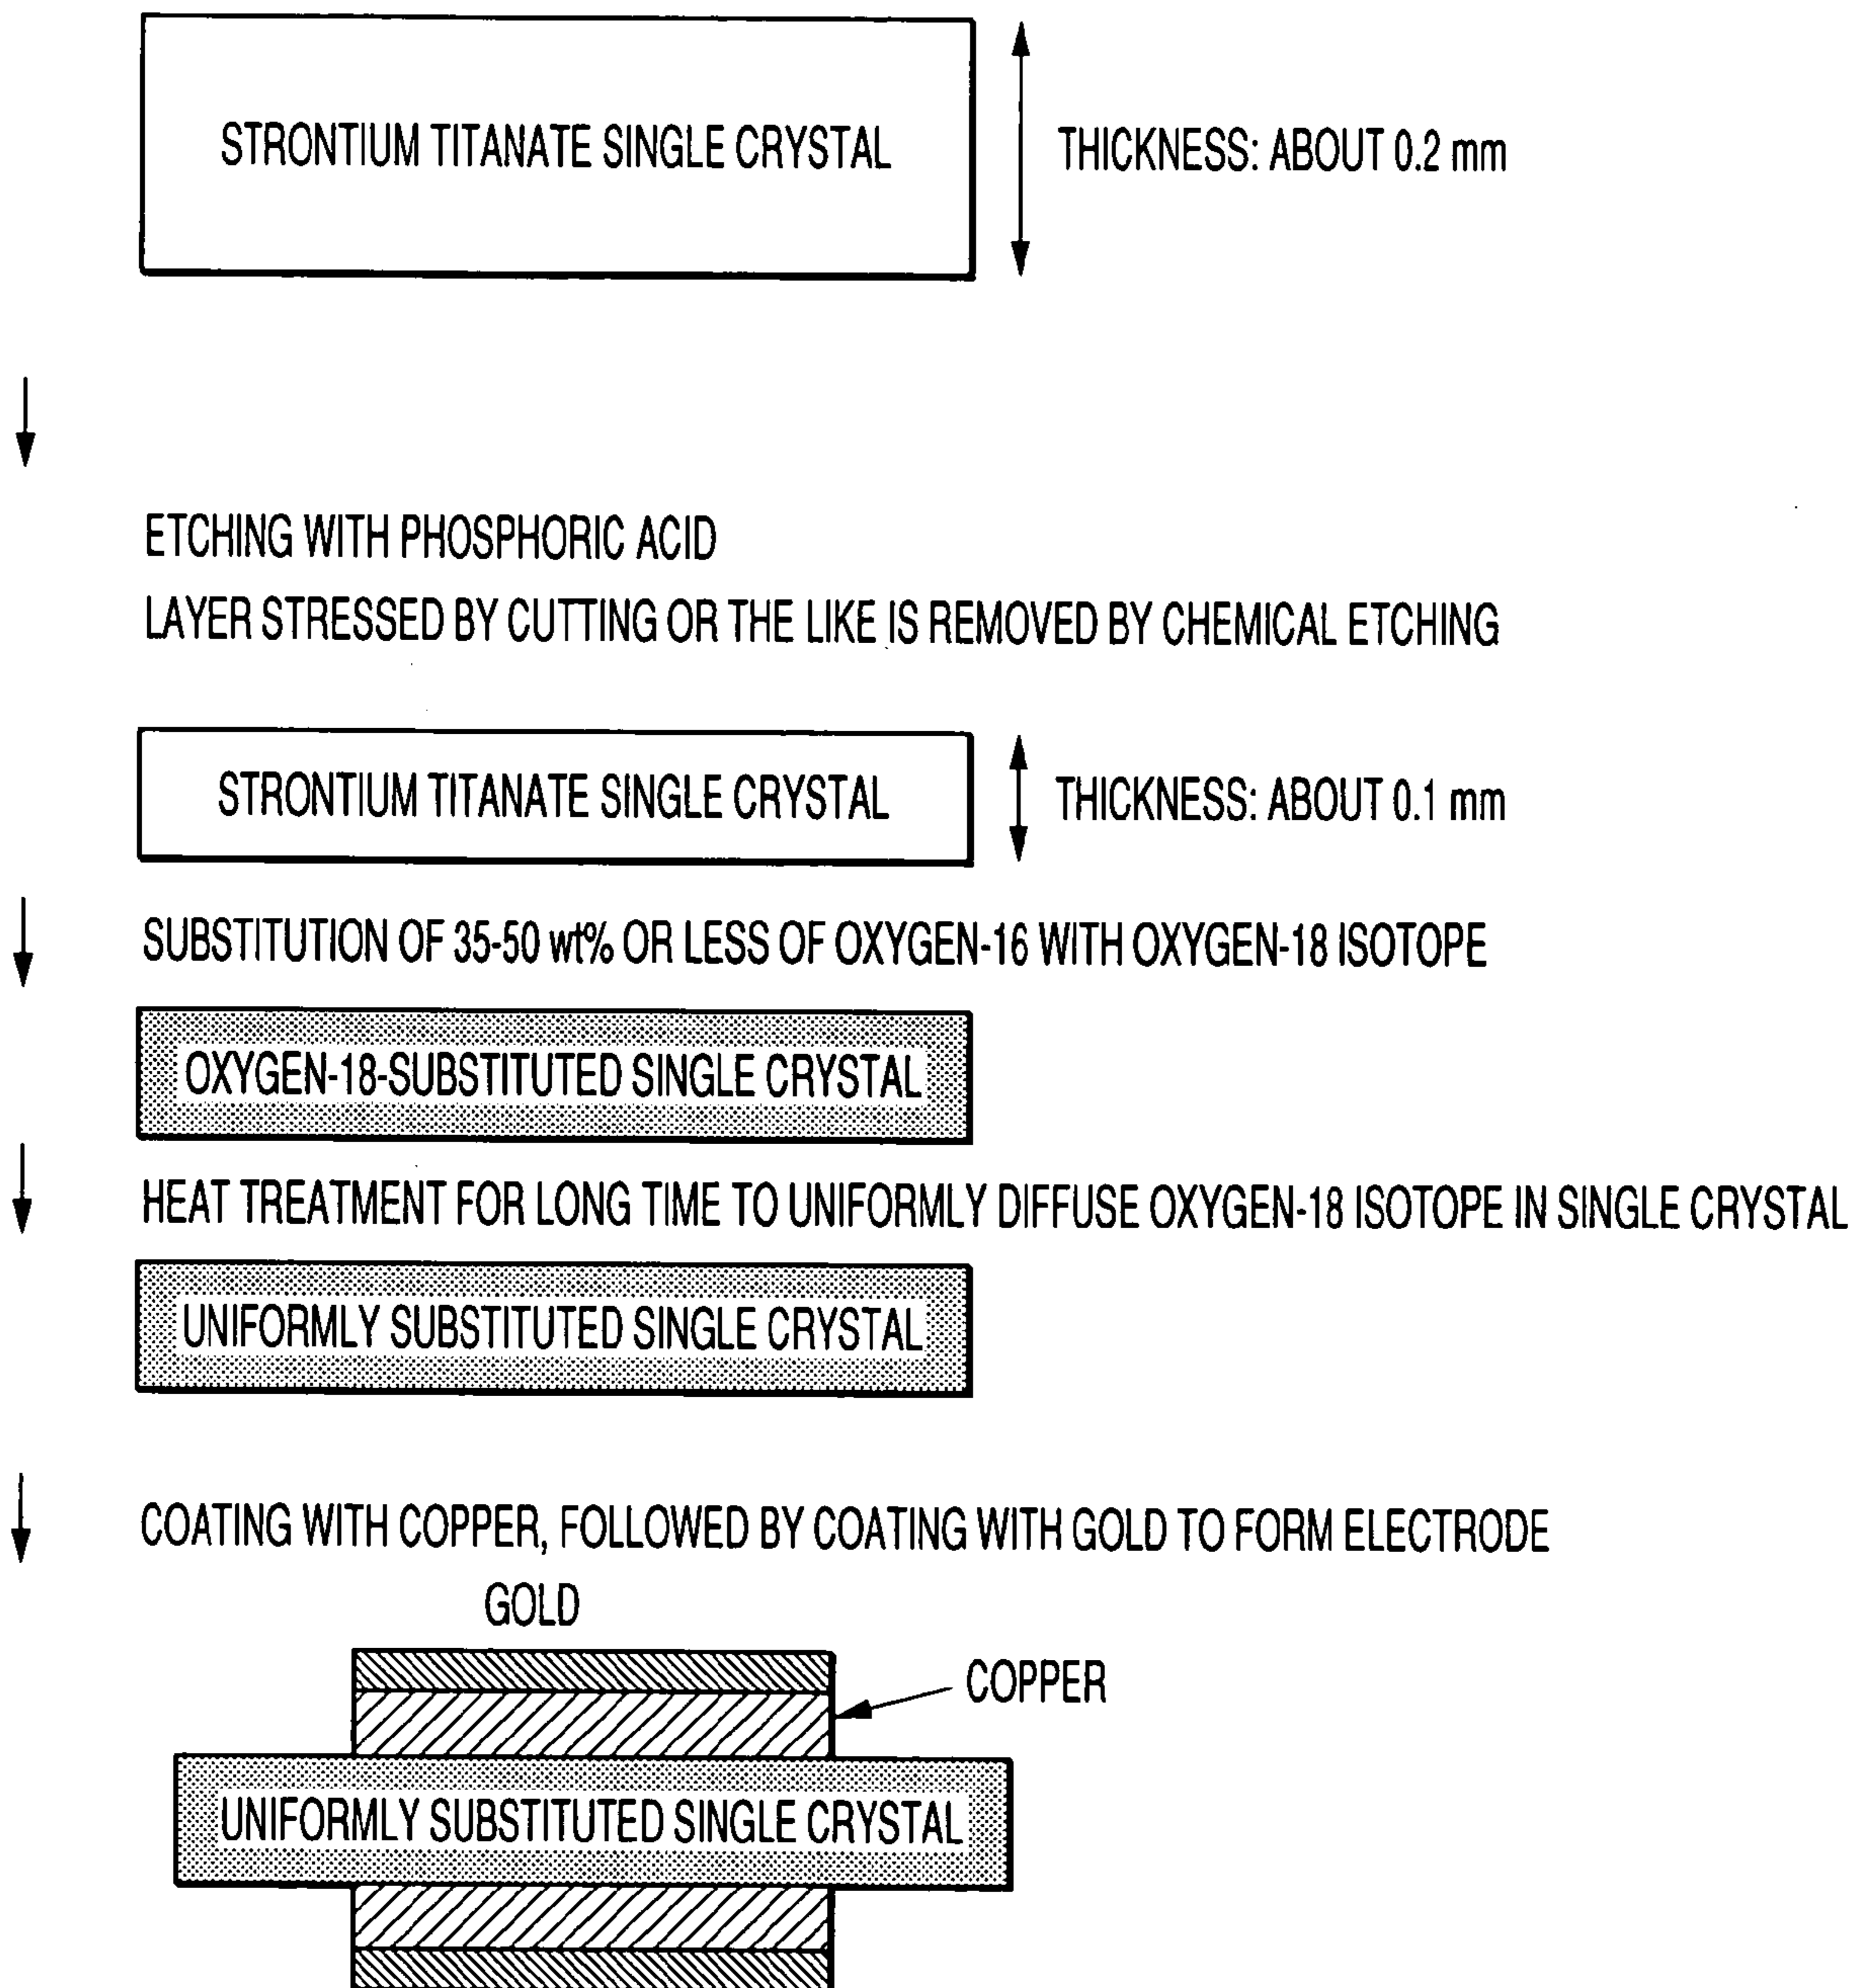 STRONTIUM TITANATE SINGLE CRYSTAL
THICKNESS: ABOUT 0.2 mm
ETCHING WITH PHOSPHORIC ACID
LAYER STRESSED BY CUTTING OR THE LIKE IS REMOVED BY CHEMICAL ETCHING
STRONTIUM TITANATE SINGLE CRYSTAL
THICKNESS: ABOUT 0.1 mm
SUBSTITUTION OF 35-50 wt% OR LESS OF OXYGEN-16 WITH OXYGEN-18 ISOTOPE
OXYGEN-18-SUBSTITUTED SINGLE CRYSTAL
HEAT TREATMENT FOR LONG TIME TO UNIFORMLY DIFFUSE OXYGEN-18 ISOTOPE IN SINGLE CRYSTAL
UNIFORMLY SUBSTITUTED SINGLE CRYSTAL
COATING WITH COPPER, FOLLOWED BY COATING WITH GOLD TO FORM ELECTRODE
GOLD
COPPER
UNIFORMLY SUBSTITUTED SINGLE CRYSTAL